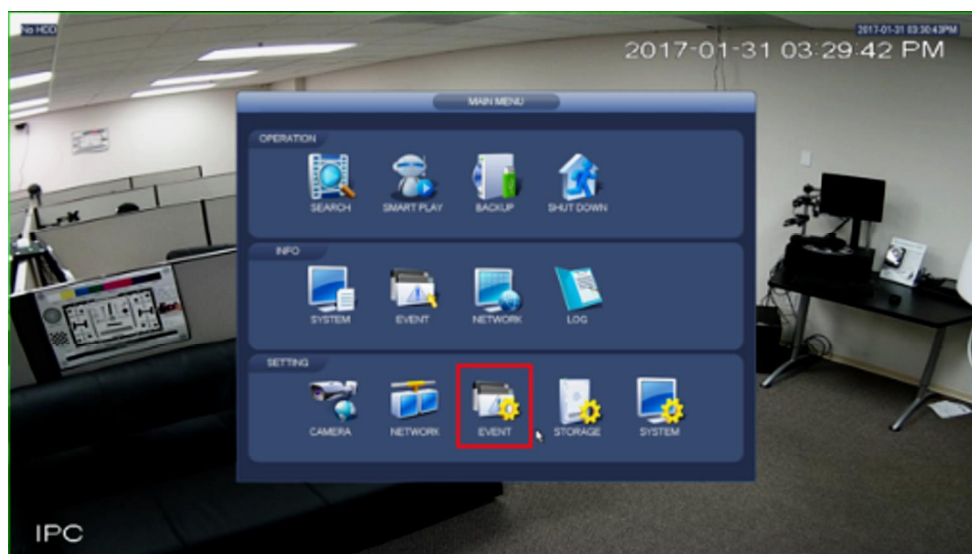 No HDD
2017-01-31 03:30:43PM
2017-01-31 03:29:42 PM
MAIN MENU
OPERATION
SEARCH SMART PLAY BACKUP SHUT DOWN
INFO
SYSTEM EVENT NETWORK LOG
SETTING
CAMERA NETWORK EVENT STORAGE SYSTEM
IPC